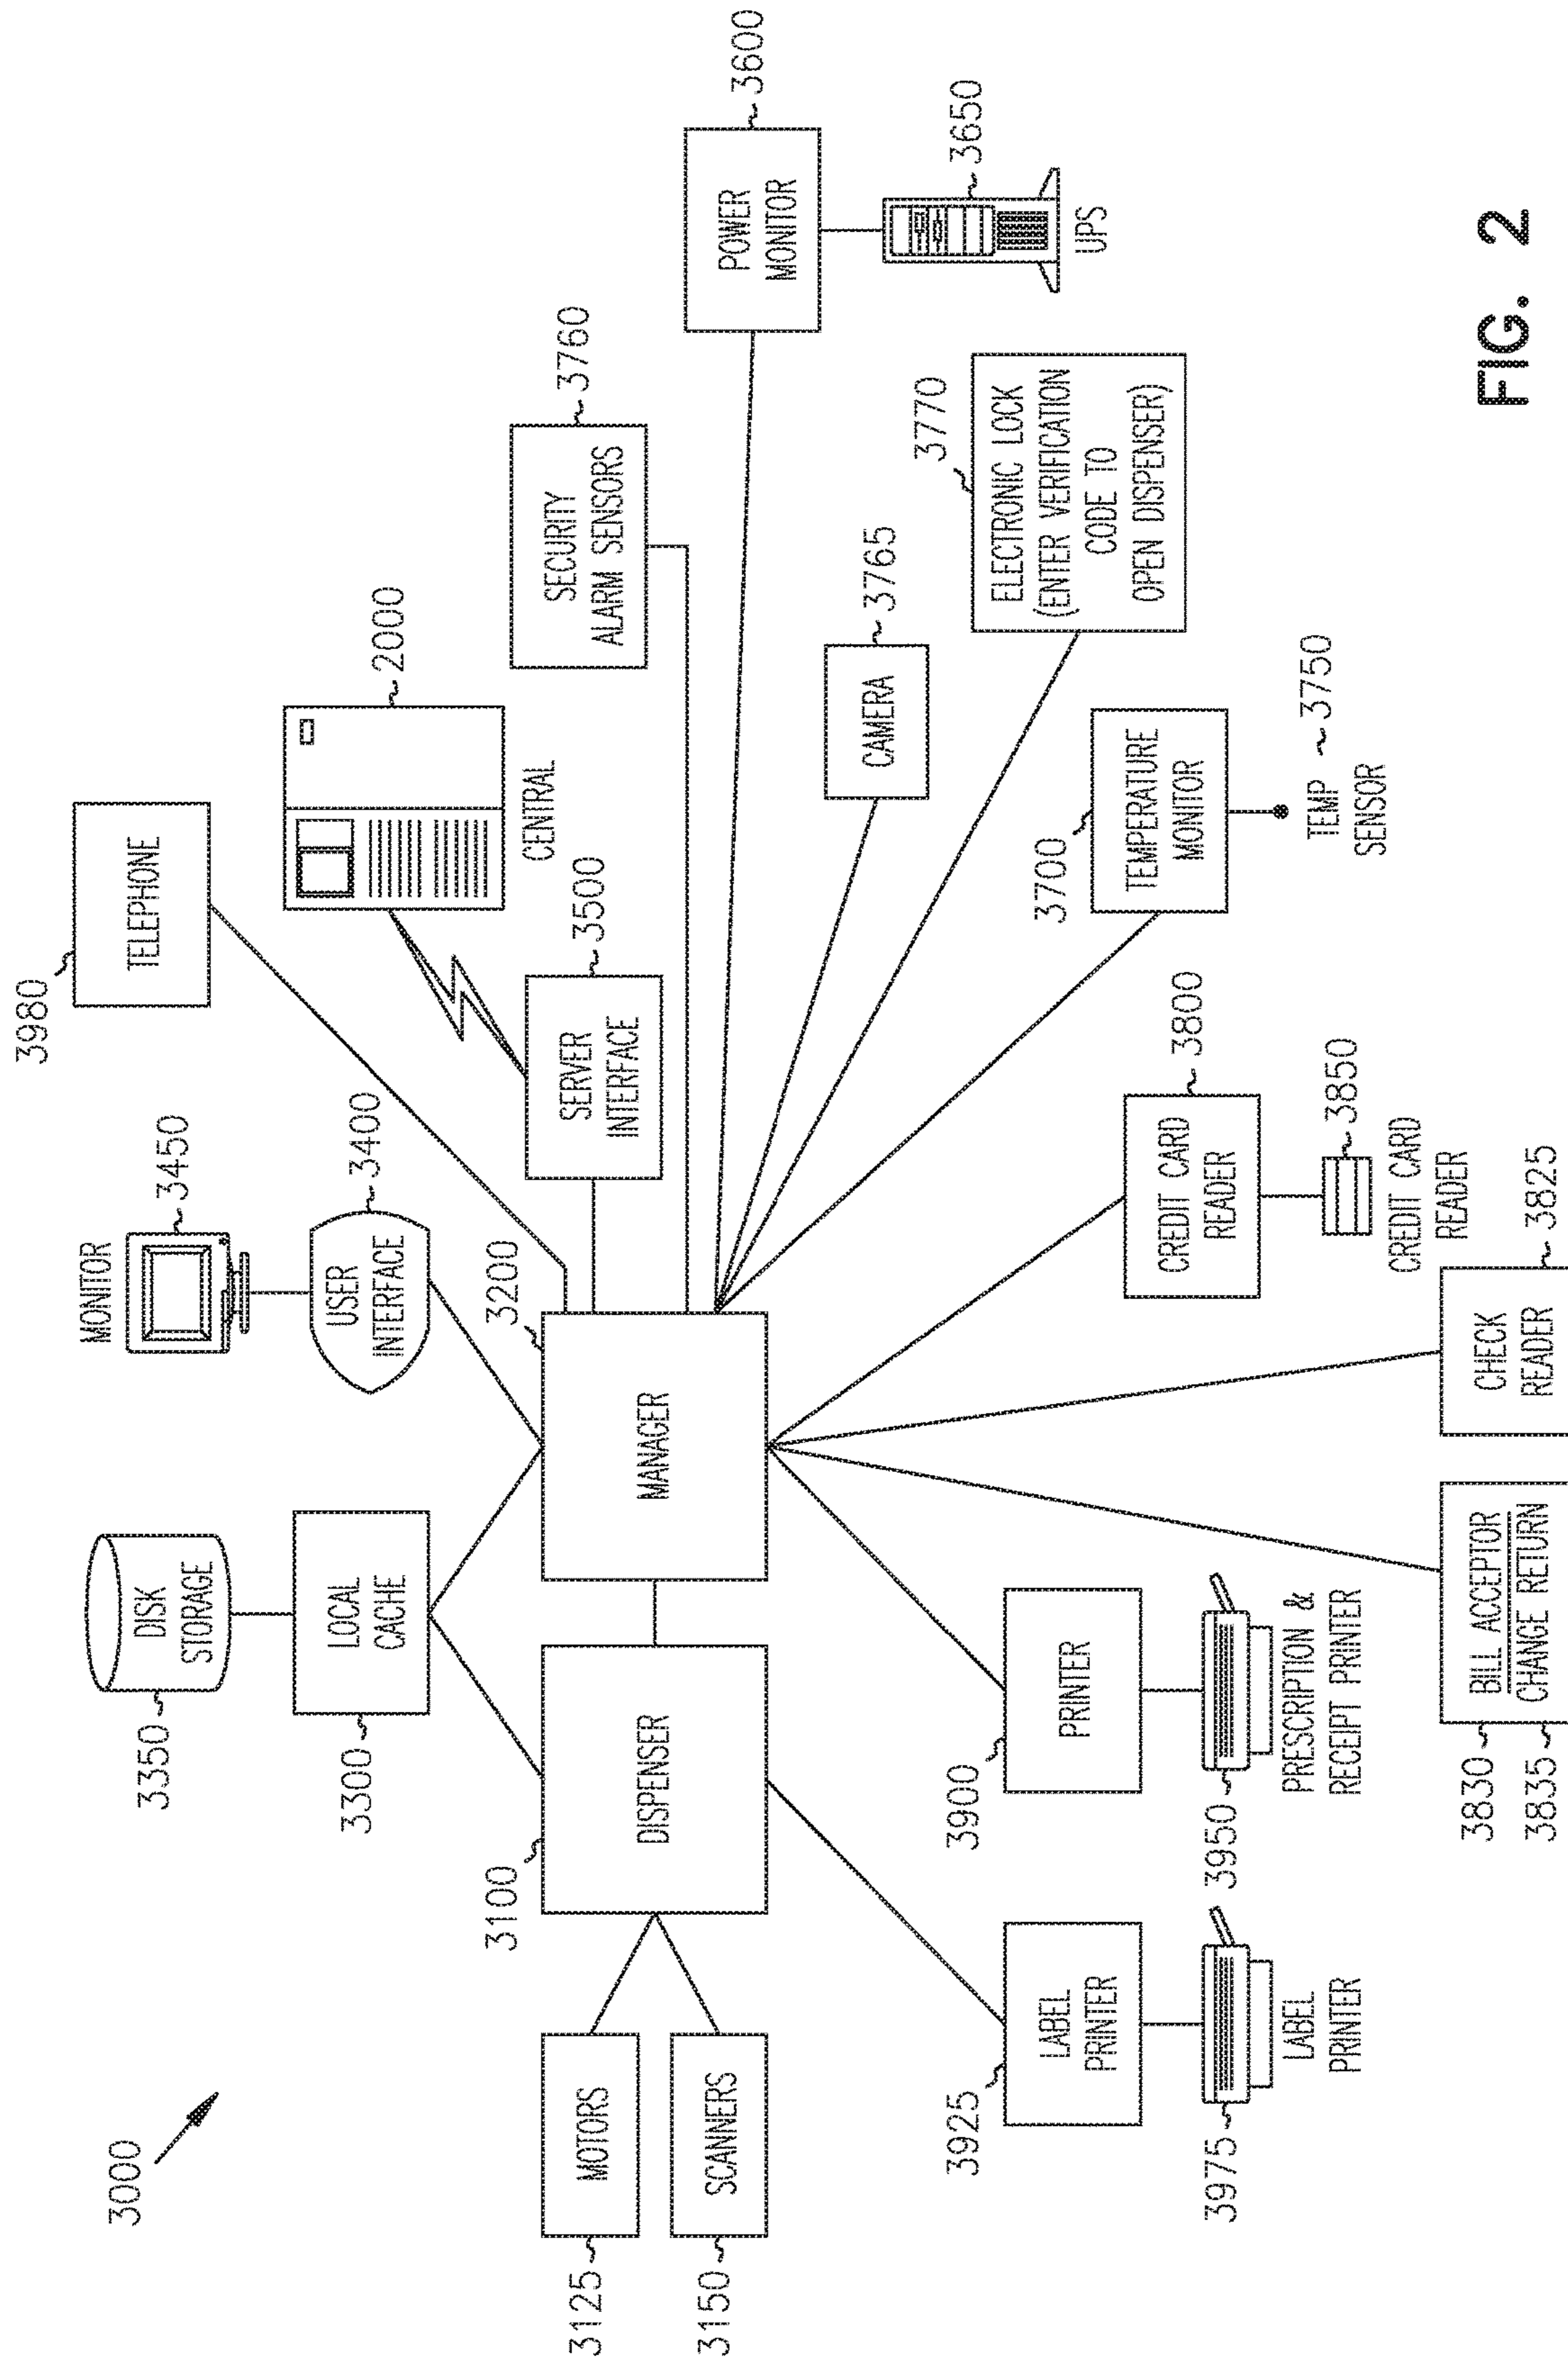 3000
3980
TELEPHONE
MONITOR
3450
3350
DISK
STORAGE
USER
INTERFACE
3400
2000
CENTRAL
3300
LOCAL
CACHE
3200
SERVER
INTERFACE
3500
SECURITY
ALARM SENSORS
3760
3100
DISPENSER
MANAGER
3125
MOTORS
3150
SCANNERS
POWER
MONITOR
3600
3650
UPS
CAMERA
3765
3770
ELECTRONIC LOCK
(ENTER VERIFICATION
CODE TO
OPEN DISPENSER)
3925
LABEL
PRINTER
3900
PRINTER
3700
TEMPERATURE
MONITOR
CREDIT CARD
READER
3800
3975
LABEL
PRINTER
3950
PRESCRIPTION &
RECEIPT PRINTER
3850
CREDIT CARD
READER
TEMP
SENSOR
3750
3830
BILL ACCEPTOR
3835
CHANGE RETURN
CHECK
READER
3825
FIG. 2